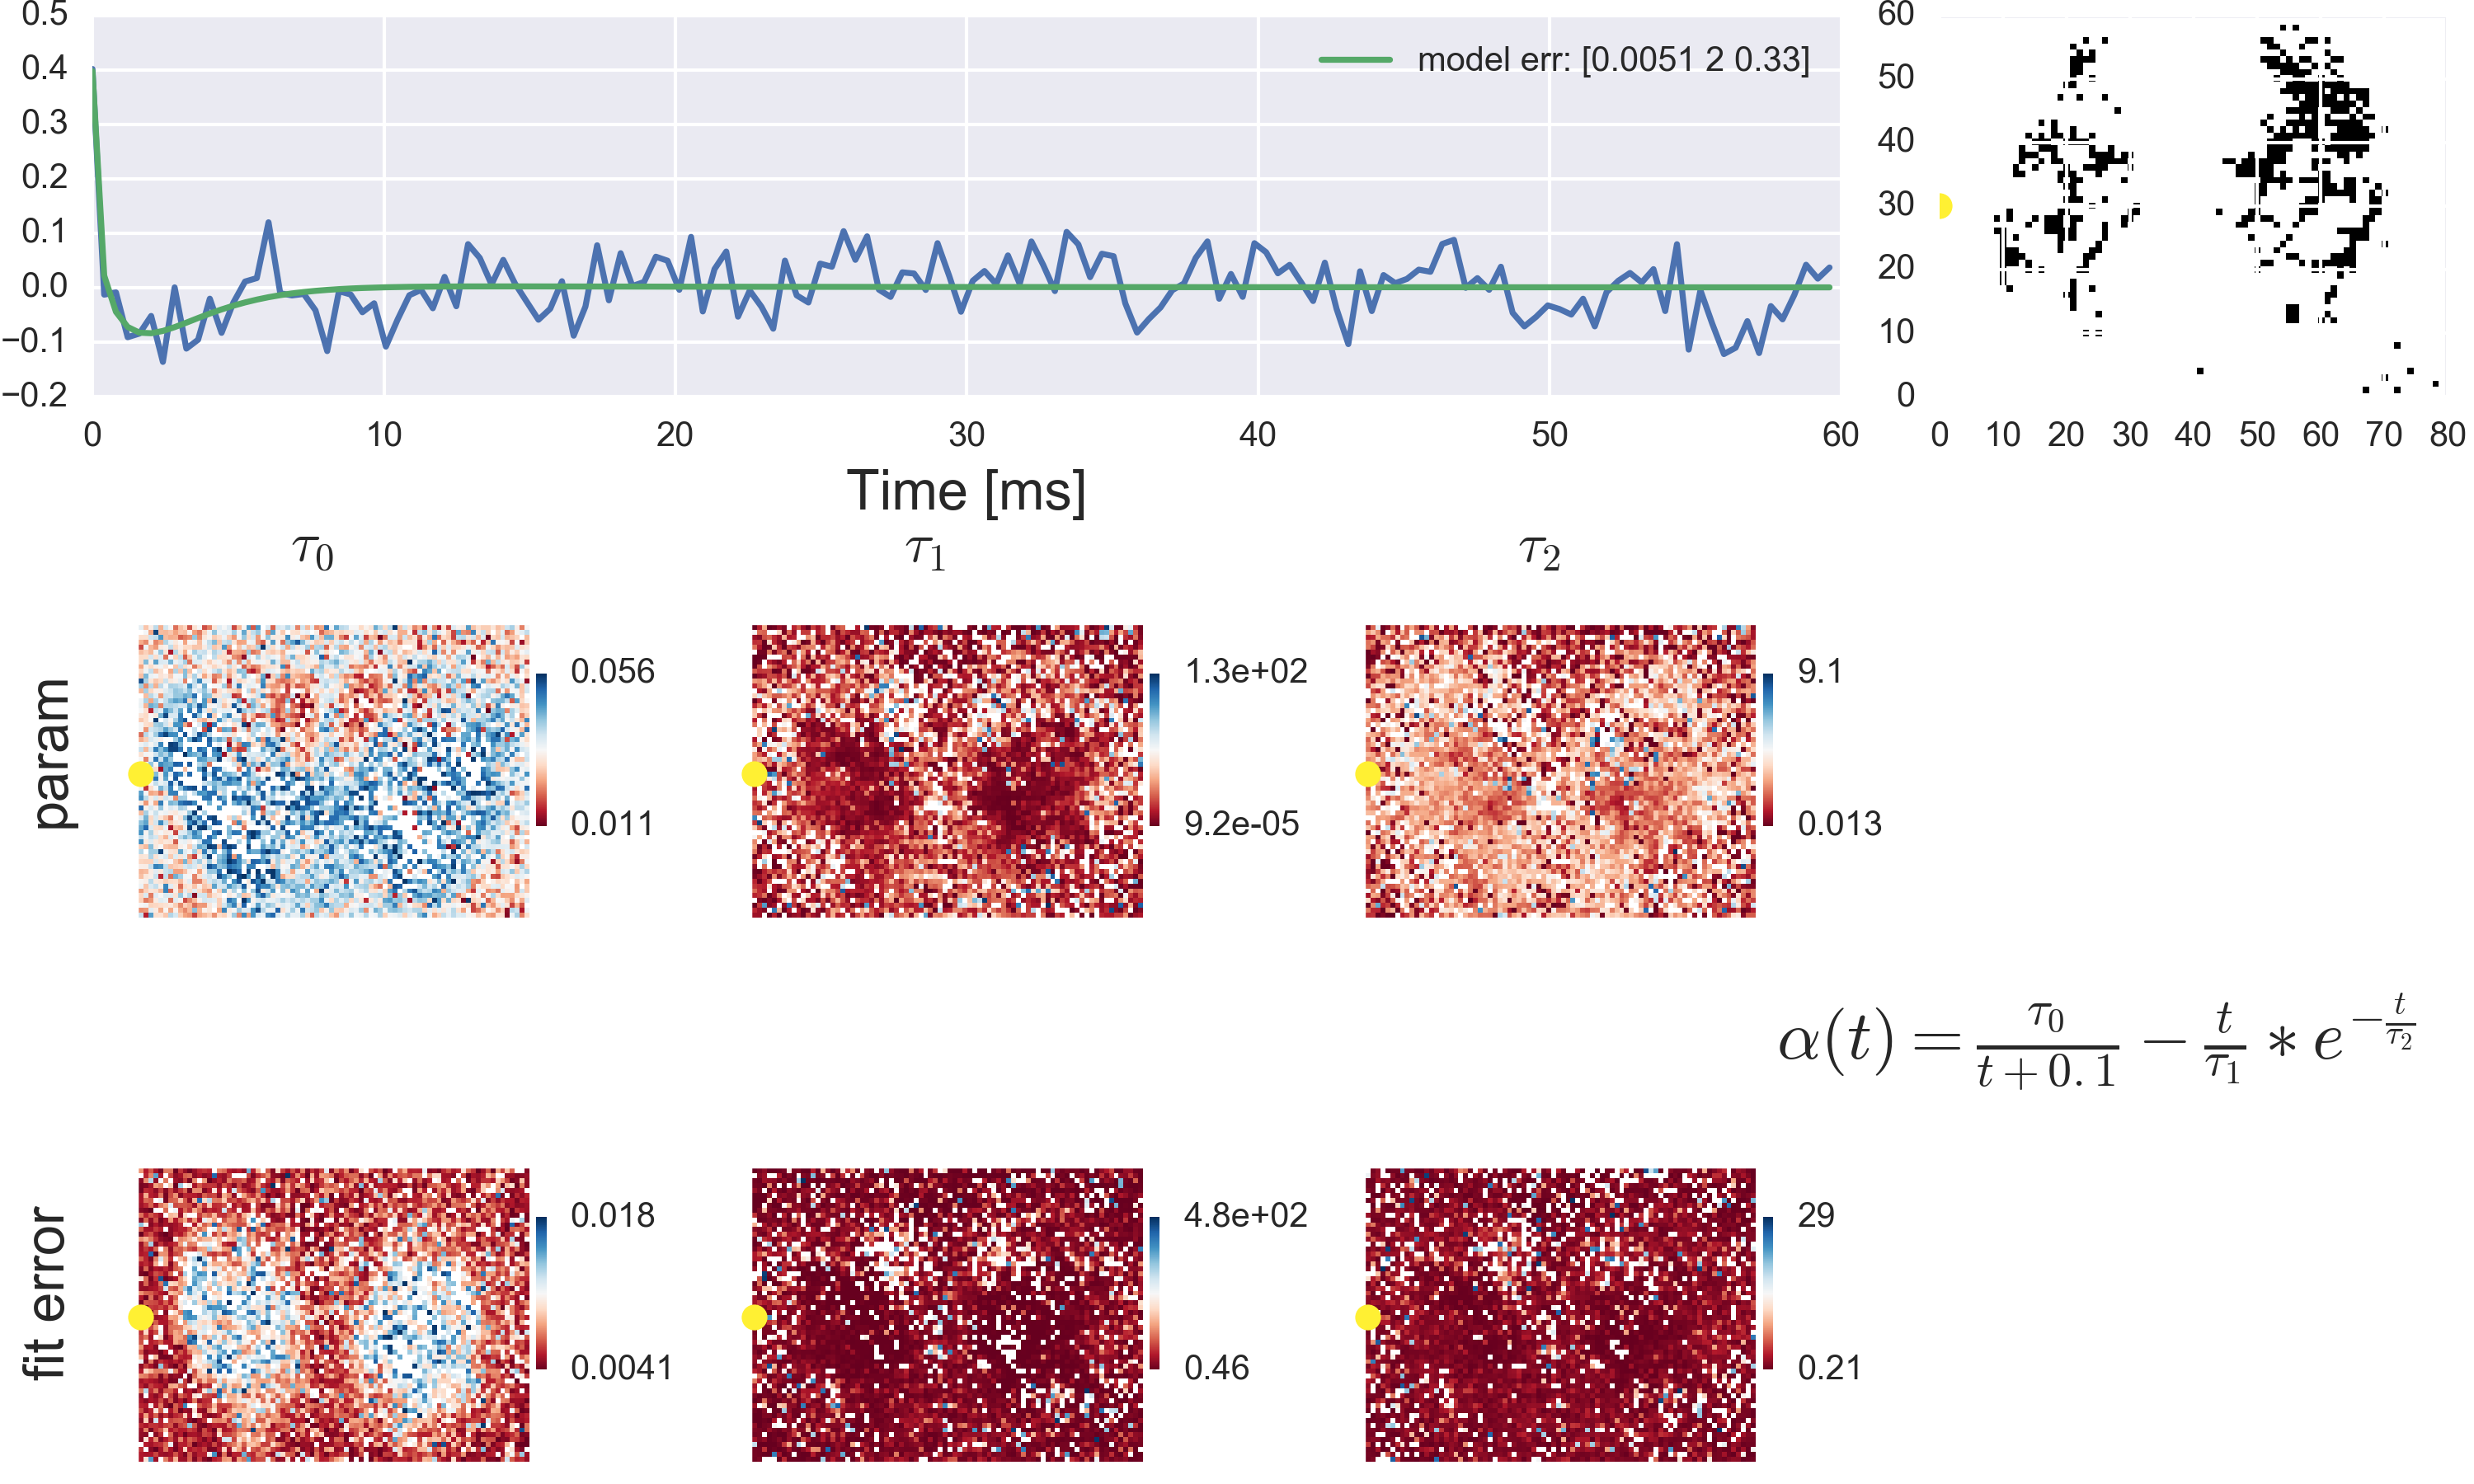 0.5
0.4
0.3
0.2
0.1
0.0
−0.1
−0.2
0 10 20 30 40 50 60
Time [ms]
model err: [0.0051 2 0.33]
60
50
40
30
20
10
0
0 10 20 30 40 50 60 70 80
τ0 τ1 τ2
param
0.056
0.011
1.3e+02
9.2e-05
9.1
0.013
α(t) = τ0/(t+0.1) − t/τ1 * e^(−t/τ2)
fit error
0.018
0.0041
4.8e+02
0.46
29
0.21